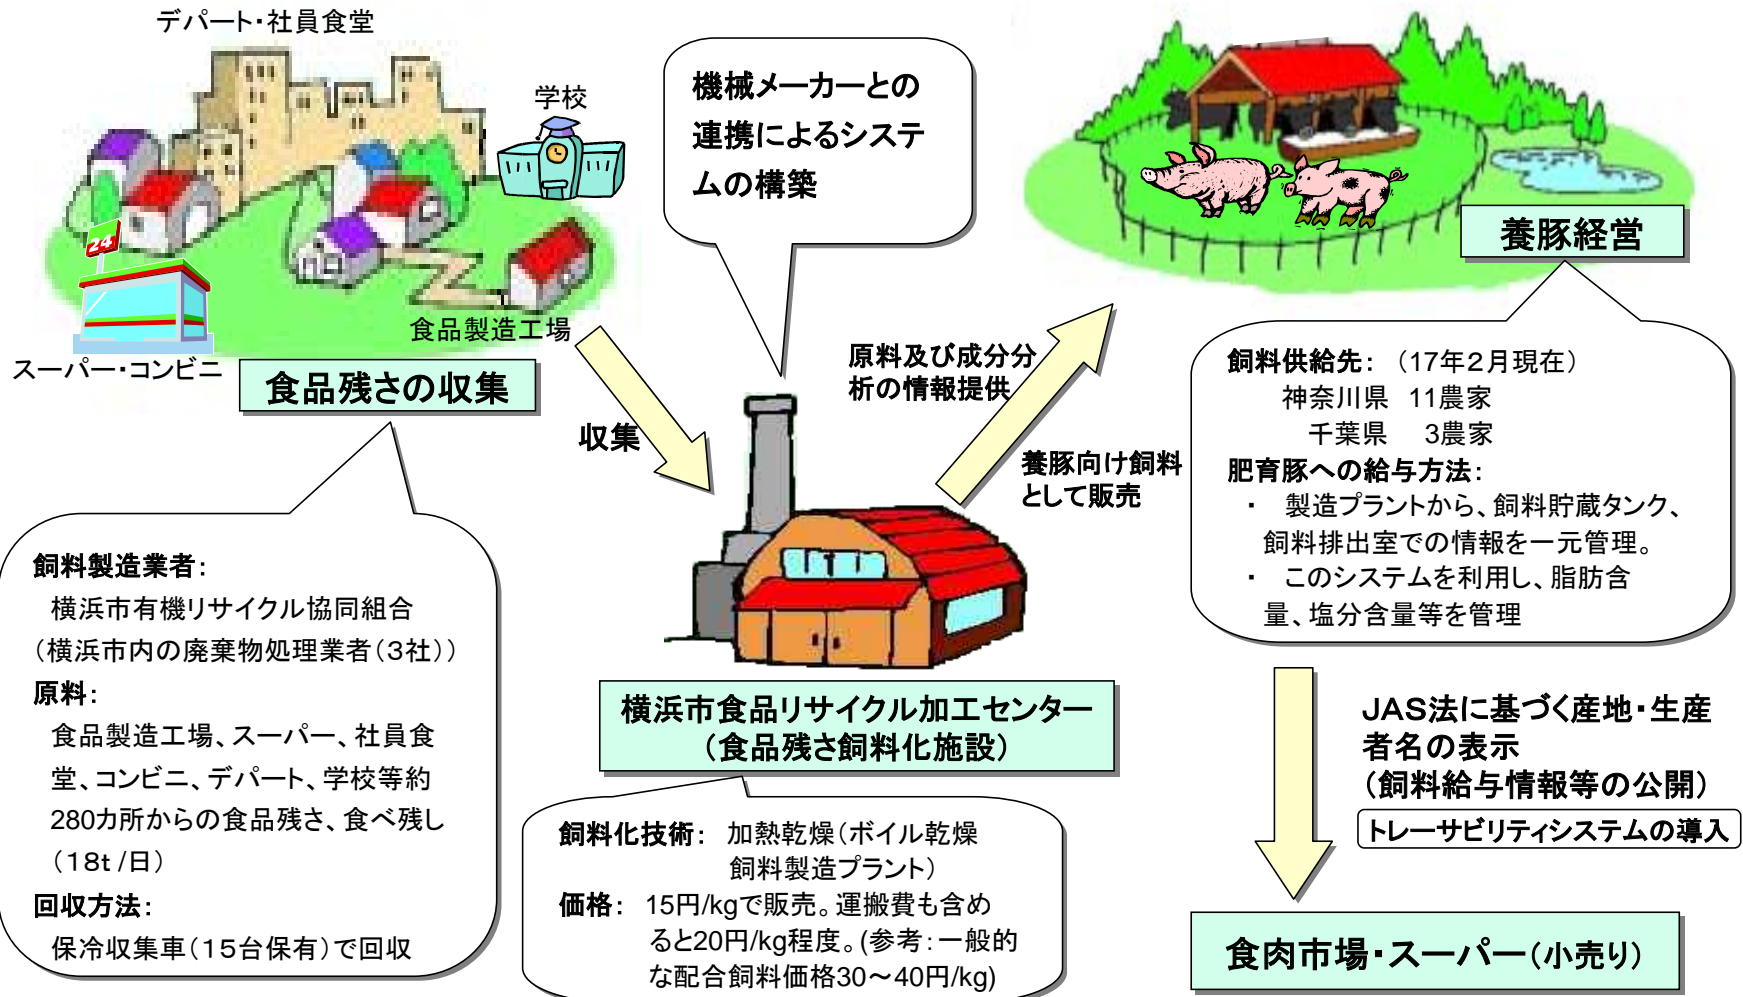 デパート・社員食堂
学校
24
食品製造工場
スーパー・コンビニ
食品残さの収集
飼料製造業者：
横浜市有機リサイクル協同組合
（横浜市内の廃棄物処理業者（３社））
原料：
食品製造工場、スーパー、社員食
堂、コンビニ、デパート、学校等約
280カ所からの食品残さ、食べ残し
（１８ｔ/日）
回収方法：
保冷収集車（１５台保有）で回収
収集
機械メーカーとの
連携によるシステ
ムの構築
横浜市食品リサイクル加工センター
（食品残さ飼料化施設）
飼料化技術： 加熱乾燥（ボイル乾燥
飼料製造プラント）
価格： 15円/kgで販売。運搬費も含め
ると20円/kg程度。(参考：一般的
な配合飼料価格30～40円/kg)
原料及び成分分
析の情報提供
養豚向け飼料
として販売
養豚経営
飼料供給先： （17年２月現在）
神奈川県 11農家
千葉県 3農家
肥育豚への給与方法：
・ 製造プラントから、飼料貯蔵タンク、
飼料排出室での情報を一元管理。
・ このシステムを利用し、脂肪含
量、塩分含量等を管理
ＪＡＳ法に基づく産地・生産
者名の表示
（飼料給与情報等の公開）
トレーサビリティシステムの導入
食肉市場・スーパー（小売り）